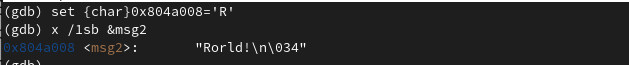 (gdb) set {char}0x804a008='R'
(gdb) x /1sb &msg2
0x804a008 <msg2>:      "Rorld!\n\034"